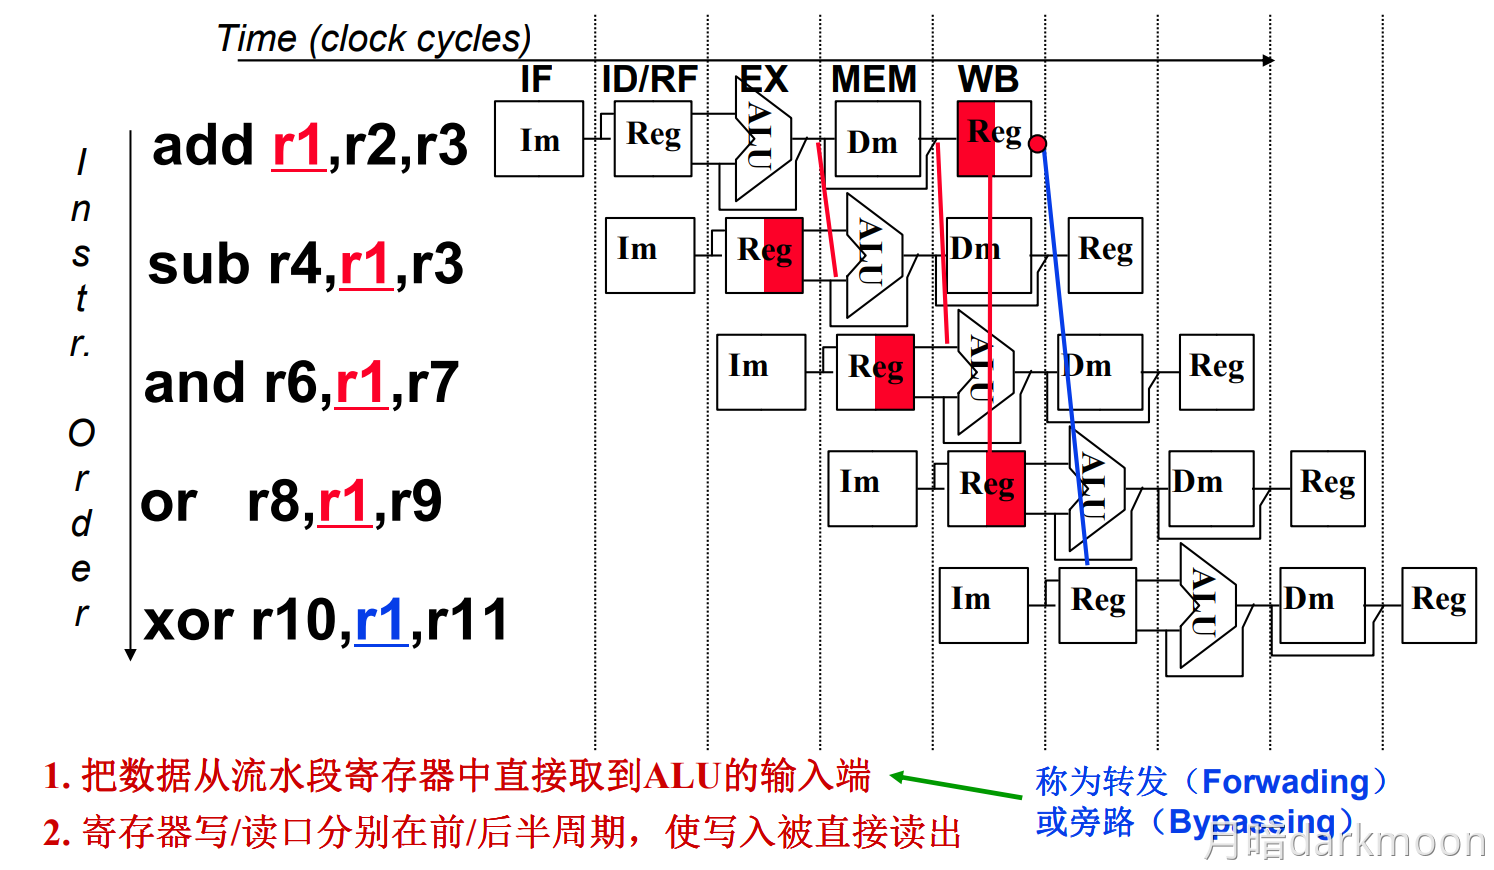 Time (clock cycles)
IF ID/RF EX MEM WB
Instr. Order
add r1,r2,r3
Im Reg ALU Dm Reg
sub r4,r1,r3
Im Reg ALU Dm Reg
and r6,r1,r7
Im Reg ALU Dm Reg
or r8,r1,r9
Im Reg ALU Dm Reg
xor r10,r1,r11
Im Reg ALU Dm Reg
1. 把数据从流水段寄存器中直接取到ALU的输入端
2. 寄存器写/读口分别在前/后半周期，使写入被直接读出
称为转发（Forwading）
或旁路（Bypassing）
月暗darkmoon